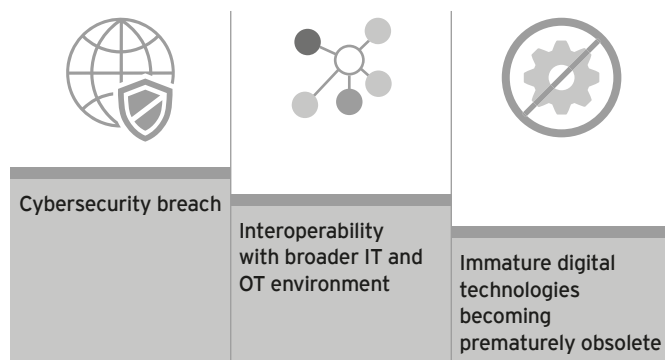 Cybersecurity breach
Interoperability
with broader IT and
OT environment
Immature digital
technologies
becoming
prematurely obsolete